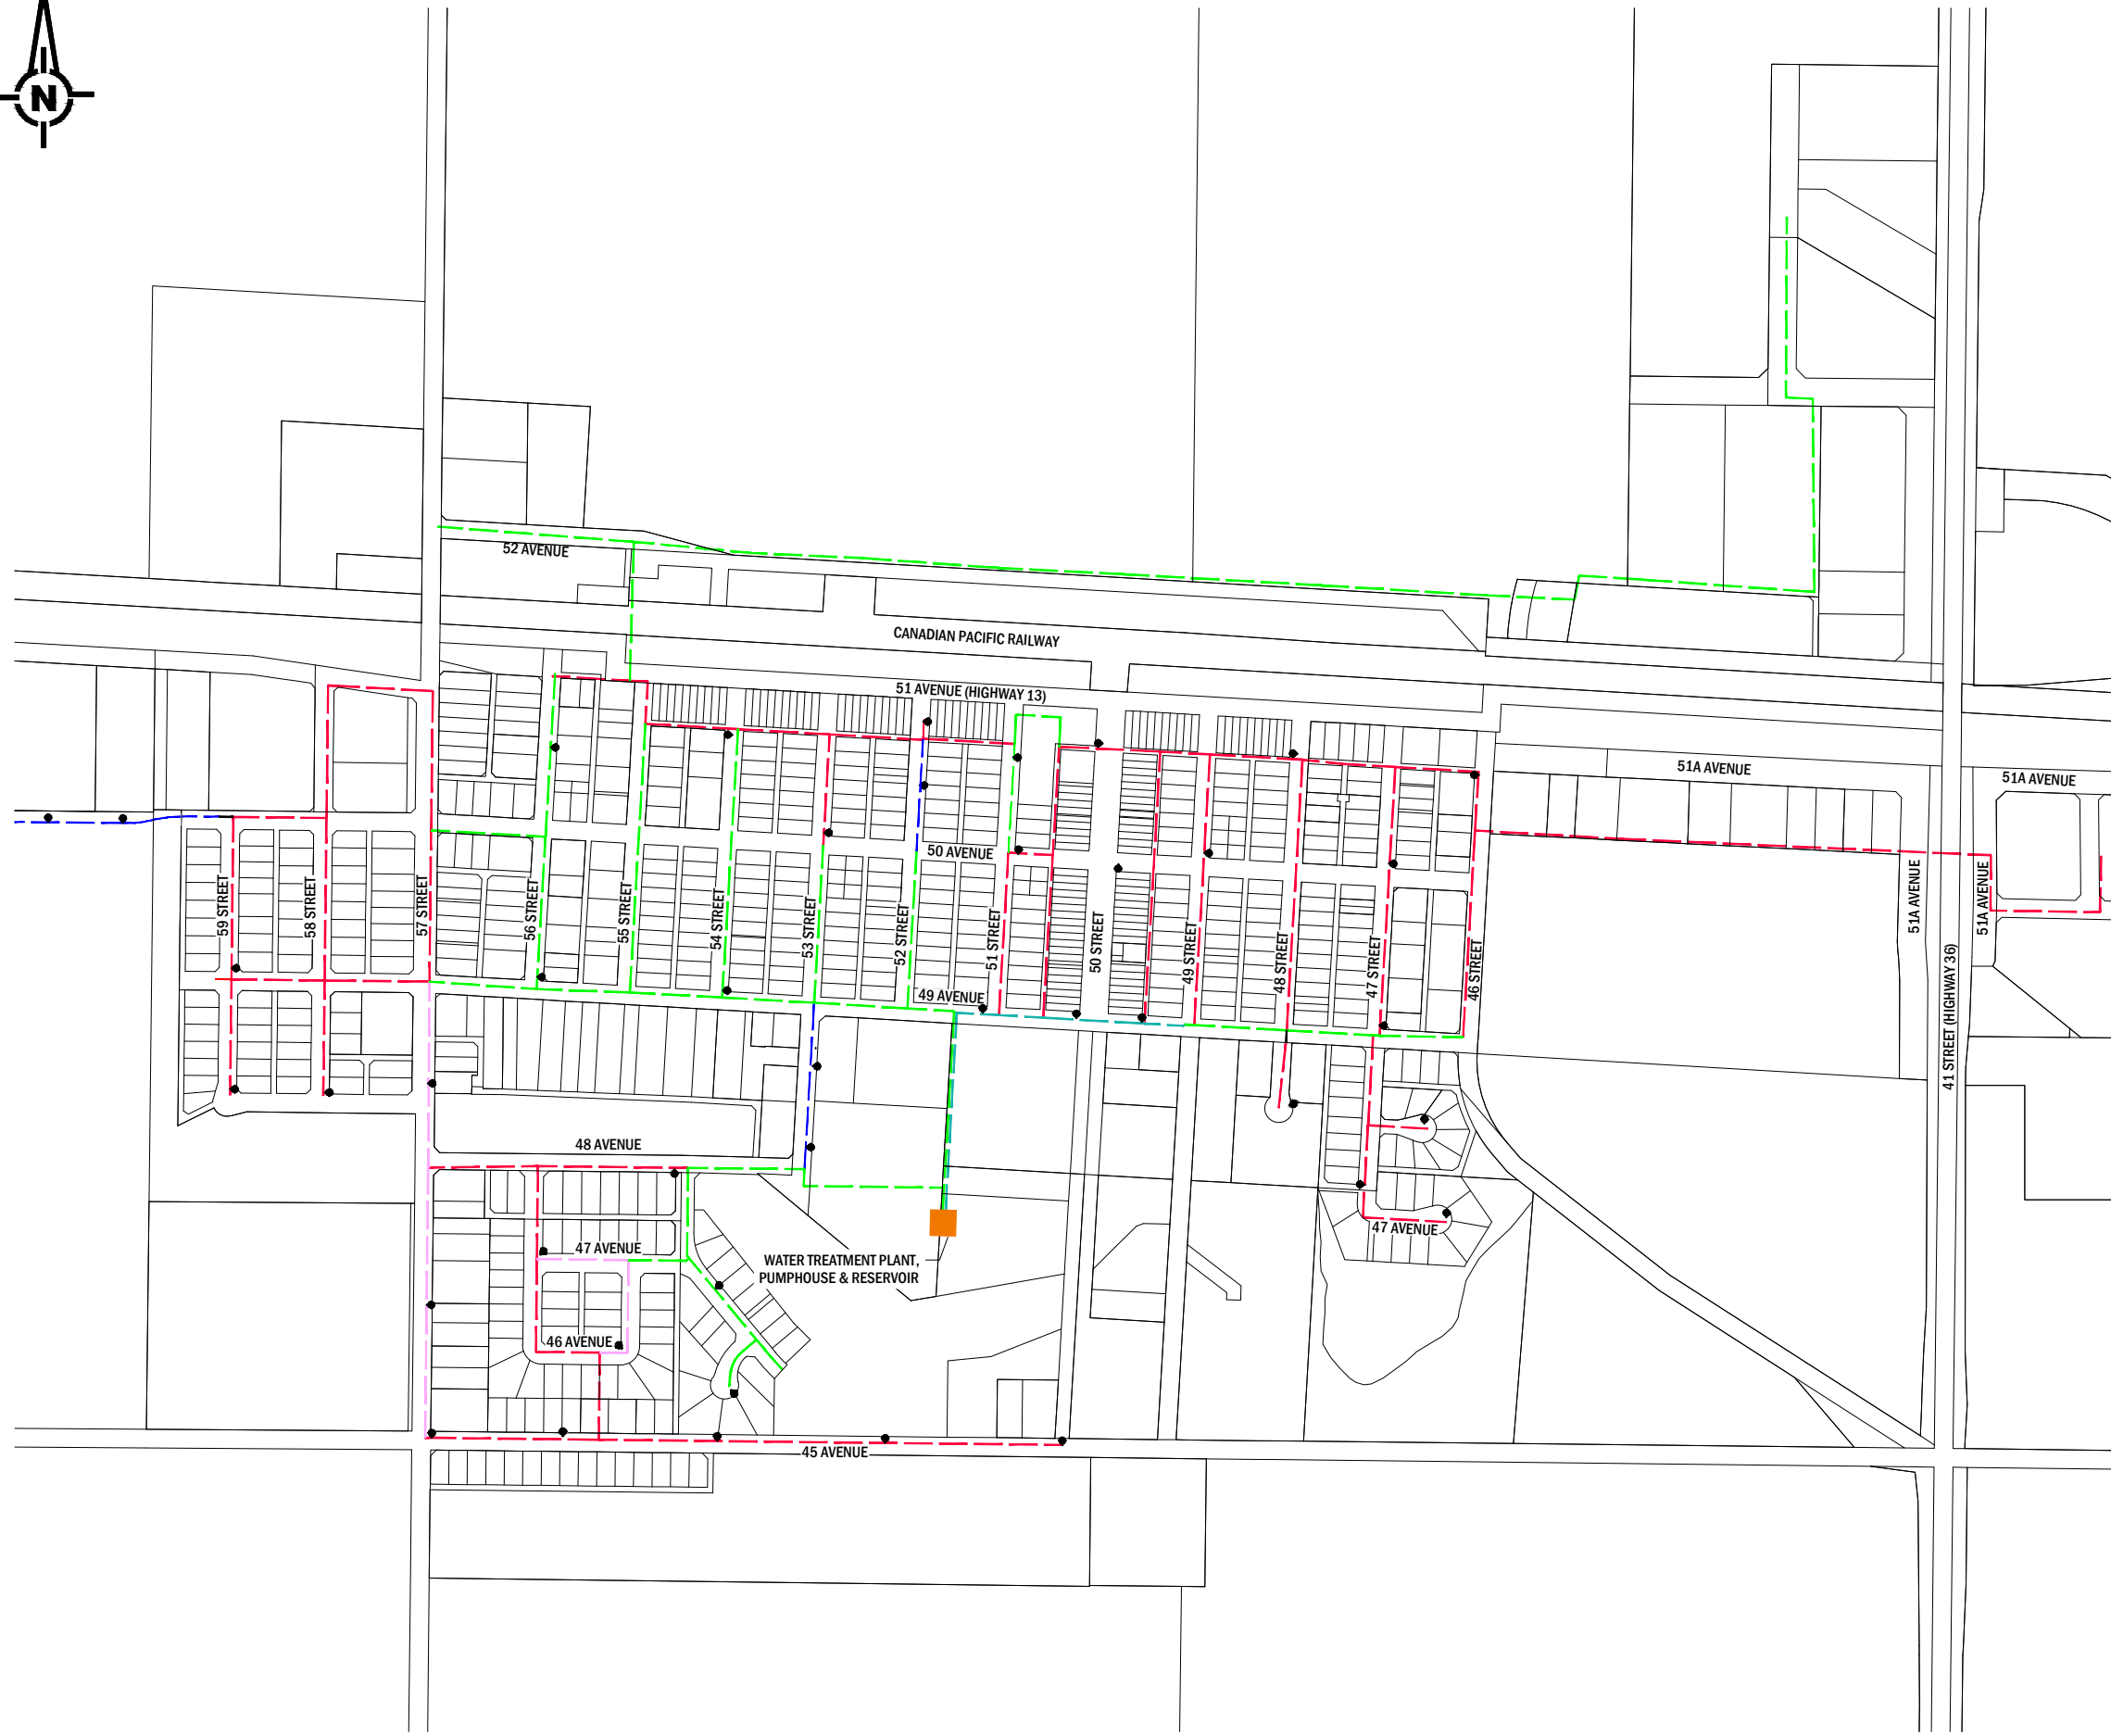 N
52 AVENUE
CANADIAN PACIFIC RAILWAY
51 AVENUE (HIGHWAY 13)
51A AVENUE
51A AVENUE
50 AVENUE
59 STREET
58 STREET
57 STREET
56 STREET
55 STREET
54 STREET
53 STREET
52 STREET
51 STREET
50 STREET
49 STREET
48 STREET
47 STREET
46 STREET
51A AVENUE
51A AVENUE
41 STREET (HIGHWAY 36)
49 AVENUE
48 AVENUE
47 AVENUE
47 AVENUE
WATER TREATMENT PLANT,
PUMPHOUSE & RESERVOIR
46 AVENUE
45 AVENUE